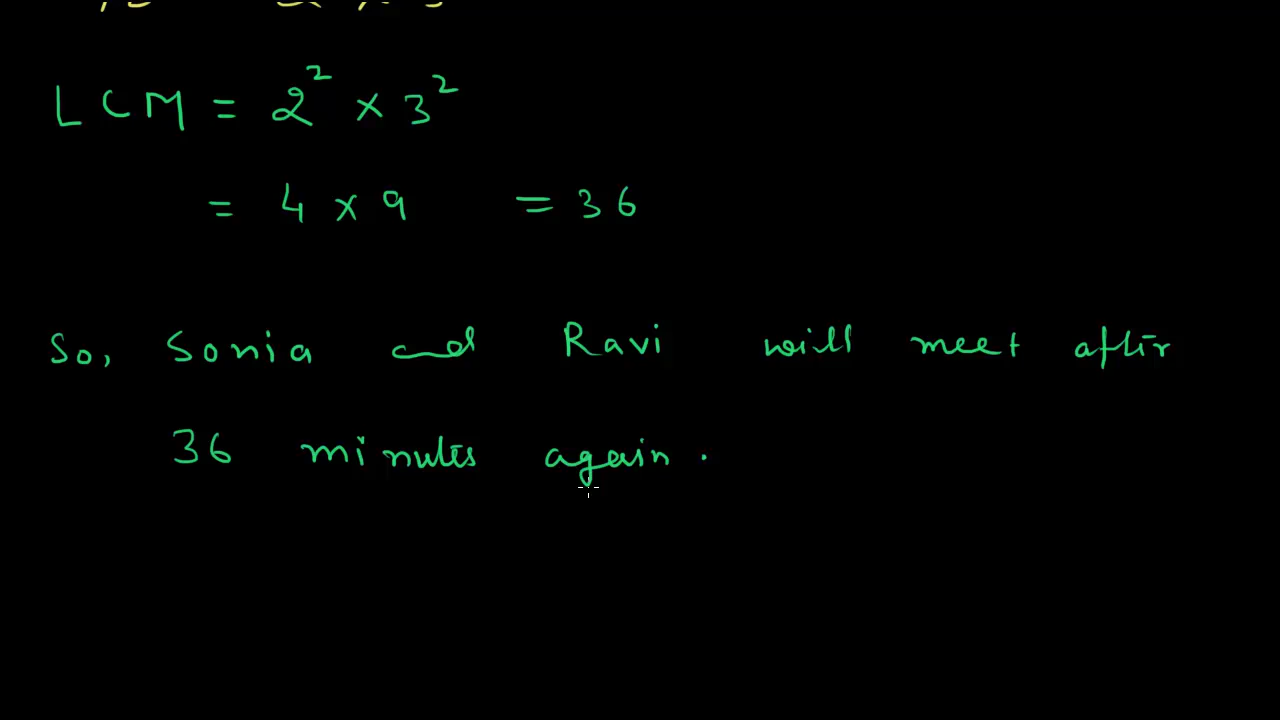 LCM = 2² × 3²
= 4 × 9 = 36
So, Sonia and Ravi will meet after
36 minutes again.